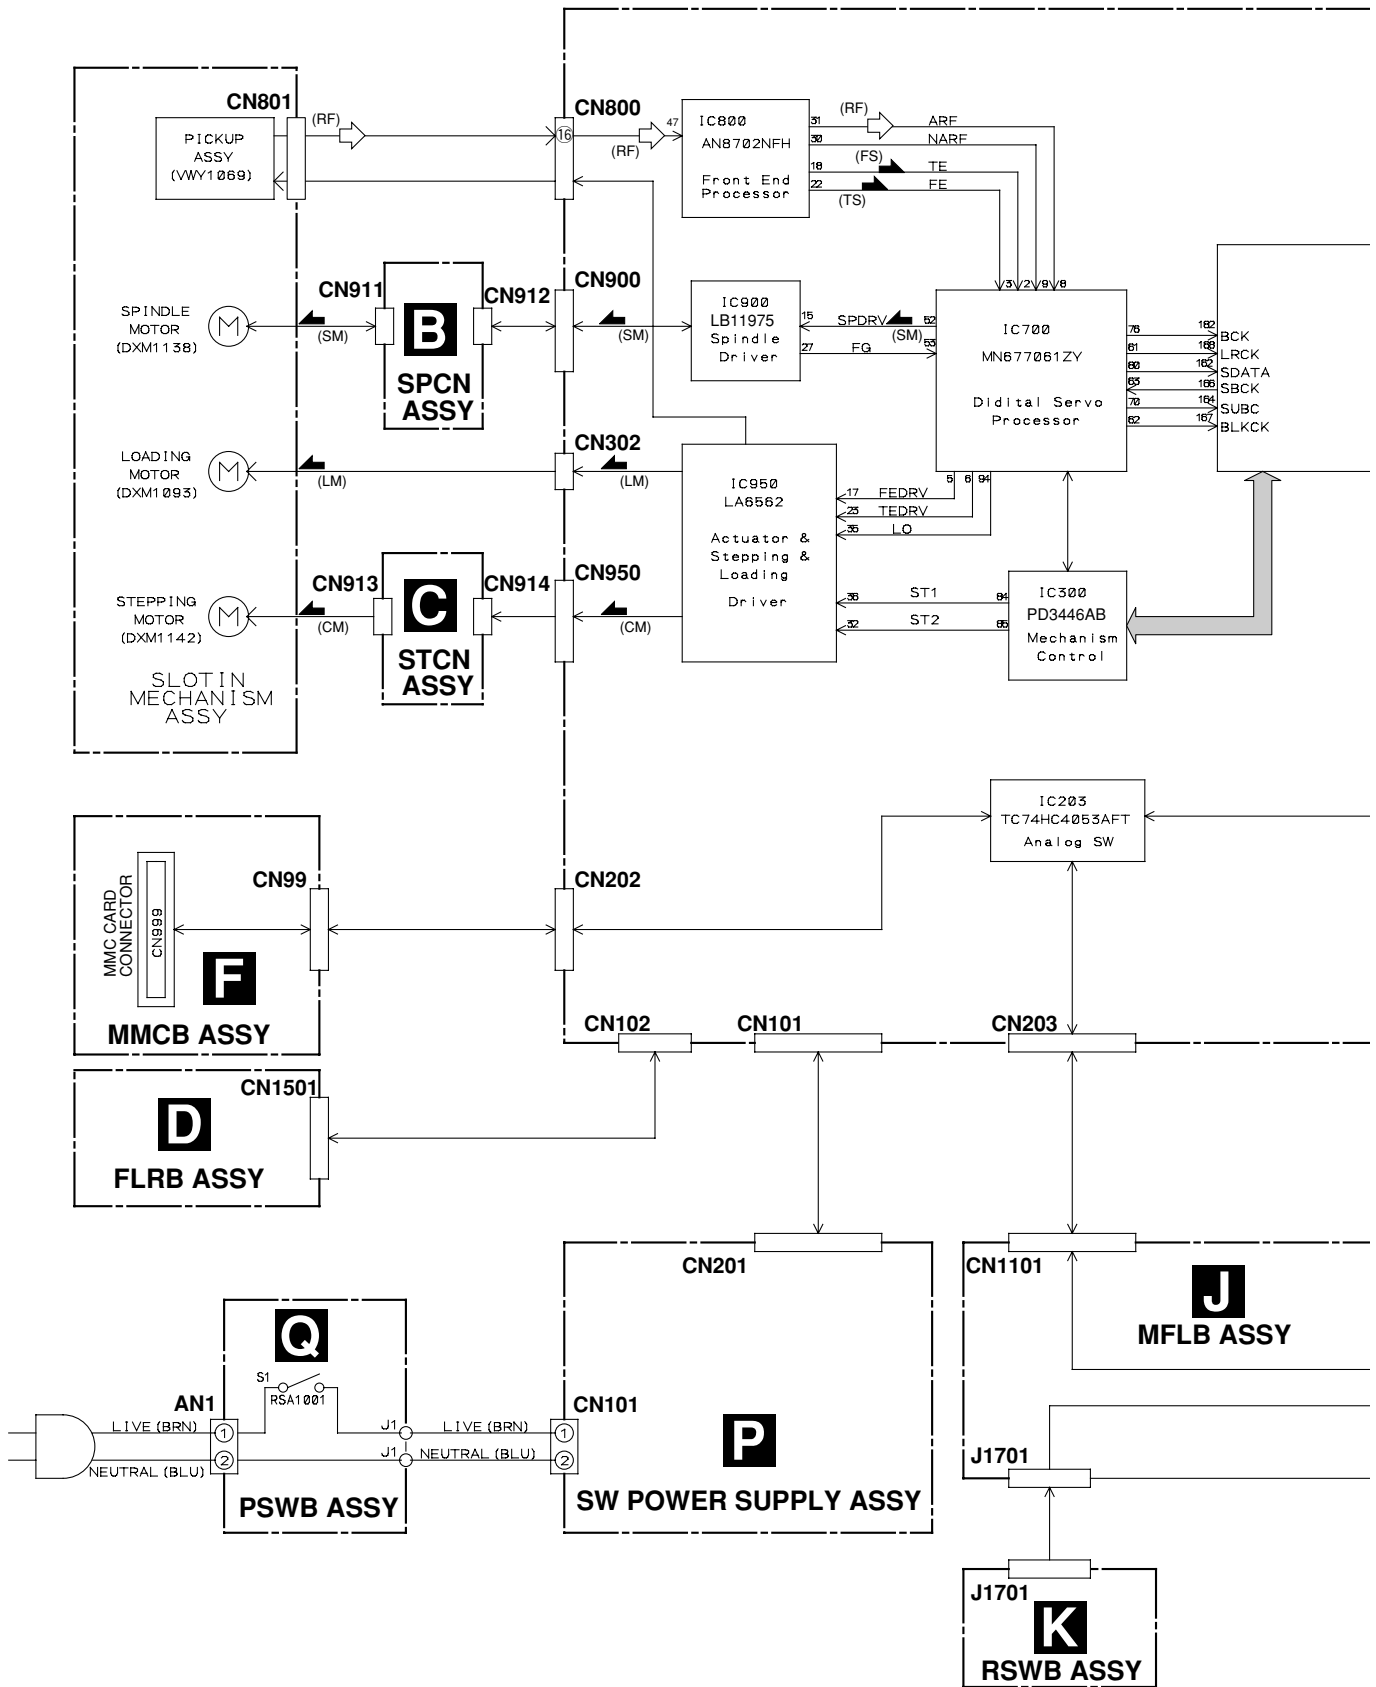 CN801
(RF)
PICKUP
ASSY
(VWY1069)
CN800
16
(RF)
47
IC800
AN8702NFH
Front End
Processor
31
(RF)
ARF
30
NARF
(FS)
18
TE
22
FE
(TS)
3 2 9 8
SPINDLE
MOTOR
(DXM1138)
M
CN911
(SM)
B
SPCN
ASSY
CN912
CN900
(SM)
IC900
LB11975
Spindle
Driver
15
SPDRV
(SM)
52
27
FG
53
IC700
MN677061ZY
Didital Servo
Processor
76
182
BCK
61
LRCK
SDATA
63
SBCK
70
164
SUBC
62
167
BLKCK
LOADING
MOTOR
(DXM1093)
M
(LM)
CN302
(LM)
IC950
LA6562
Actuator &
Stepping &
Loading
Driver
5 6 94
17
FEDRV
23
TEDRV
35
LO
STEPPING
MOTOR
(DXM1142)
M
CN913
(CM)
C
STCN
ASSY
CN914
CN950
(CM)
36
ST1
84
32
ST2
85
IC300
PD3446AB
Mechanism
Control
SLOTIN
MECHANISM
ASSY
IC203
TC74HC4053AFT
Analog SW
MMC CARD
CONNECTOR
CN999
F
MMCB ASSY
CN99
CN202
CN102
CN101
CN203
CN1501
D
FLRB ASSY
CN201
CN1101
J
MFLB ASSY
Q
S1
RSA1001
AN1
LIVE (BRN)
1
J1
LIVE (BRN)
CN101
1
NEUTRAL (BLU)
2
J1
NEUTRAL (BLU)
2
PSWB ASSY
P
SW POWER SUPPLY ASSY
J1701
J1701
K
RSWB ASSY